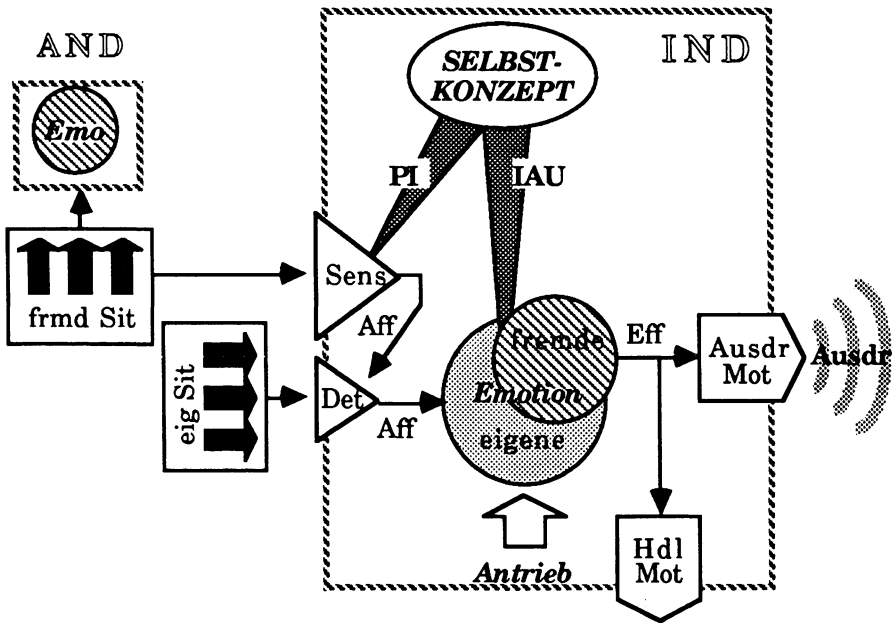 AND
IND
SELBST-
KONZEPT
Emo
PI
IAU
Sens
frmd Sit
Aff
fremde
Eff
Ausdr
Mot
Ausdr
eig Sit
Det
Aff
Emotion
eigene
Hdl
Mot
Antrieb